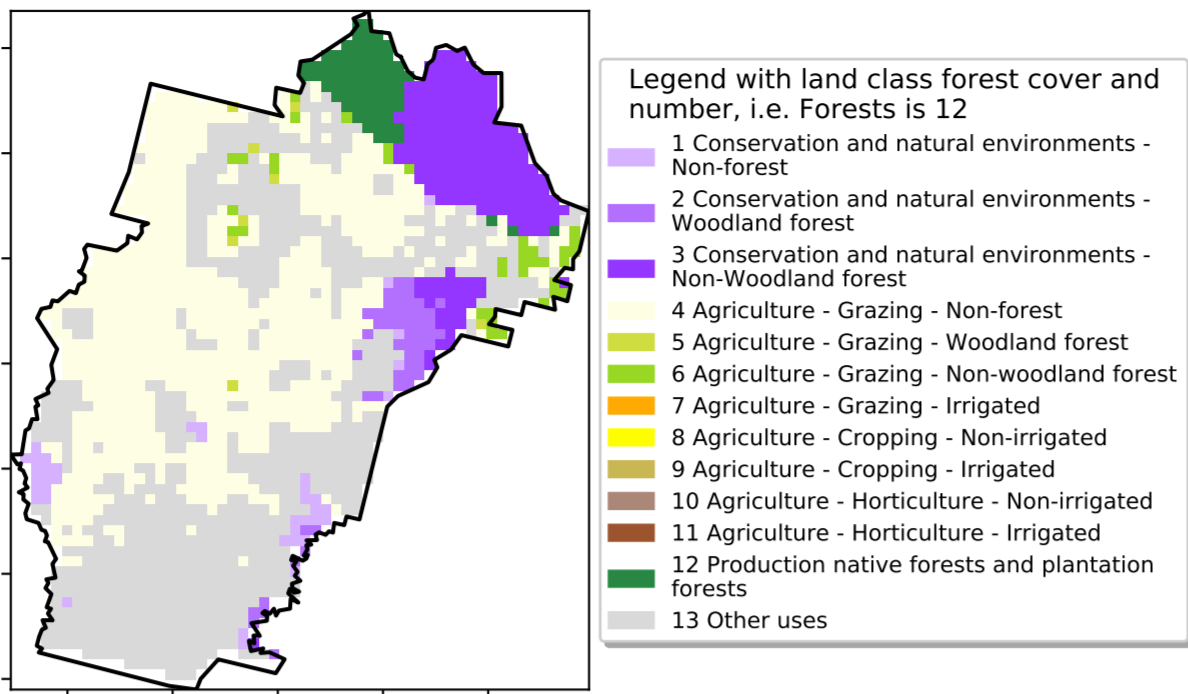 Legend with land class forest cover and
number, i.e. Forests is 12
1 Conservation and natural environments -
Non-forest
2 Conservation and natural environments -
Woodland forest
3 Conservation and natural environments -
Non-Woodland forest
4 Agriculture - Grazing - Non-forest
5 Agriculture - Grazing - Woodland forest
6 Agriculture - Grazing - Non-woodland forest
7 Agriculture - Grazing - Irrigated
8 Agriculture - Cropping - Non-irrigated
9 Agriculture - Cropping - Irrigated
10 Agriculture - Horticulture - Non-irrigated
11 Agriculture - Horticulture - Irrigated
12 Production native forests and plantation
forests
13 Other uses